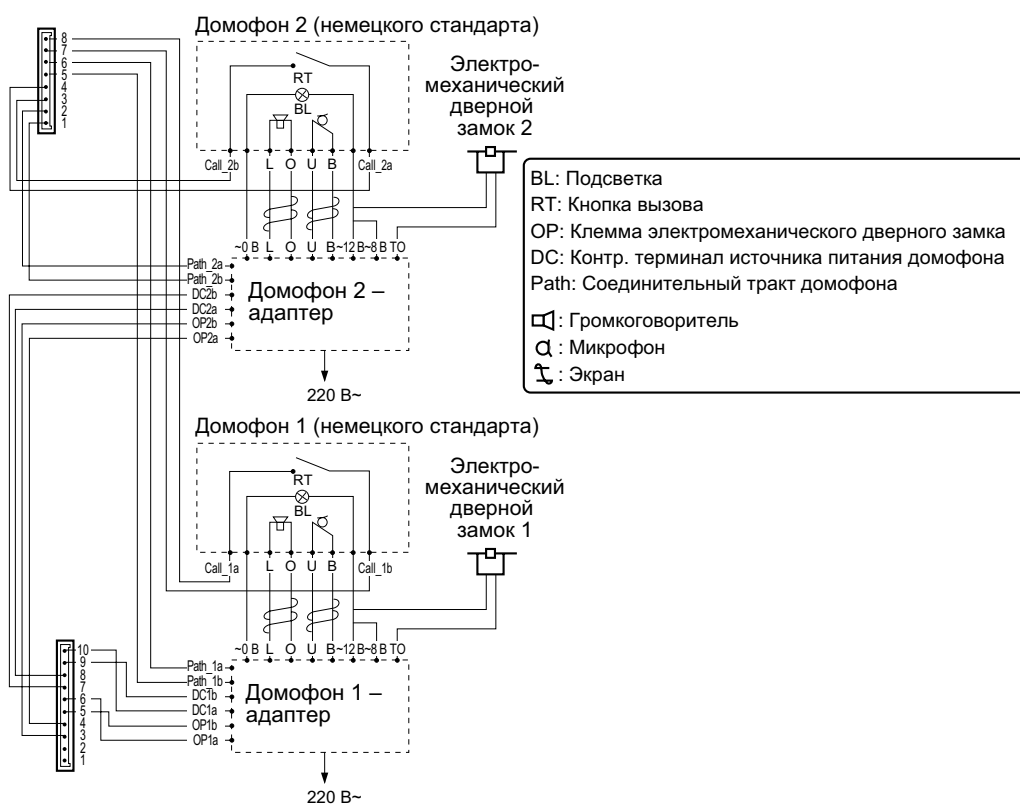 Домофон 2 (немецкого стандарта)
8
7
6
5
4
3
2
1
RT
BL
Электро-
механический
дверной
замок 2
Call_2b L O U B Call_2a
~0 В L O U B ~12 В ~8 В TO
Path_2a
Path_2b
DC2b
DC2a
OP2b
OP2a
Домофон 2 –
адаптер
220 В~
BL: Подсветка
RT: Кнопка вызова
OP: Клемма электромеханического дверного замка
DC: Контр. терминал источника питания домофона
Path: Соединительный тракт домофона
: Громкоговоритель
: Микрофон
: Экран
Домофон 1 (немецкого стандарта)
RT
BL
Электро-
механический
дверной
замок 1
Call_1a L O U B Call_1b
~0 В L O U B ~12 В ~8 В TO
10
9
8
7
6
5
4
3
2
1
Path_1a
Path_1b
DC1b
DC1a
OP1b
OP1a
Домофон 1 –
адаптер
220 В~